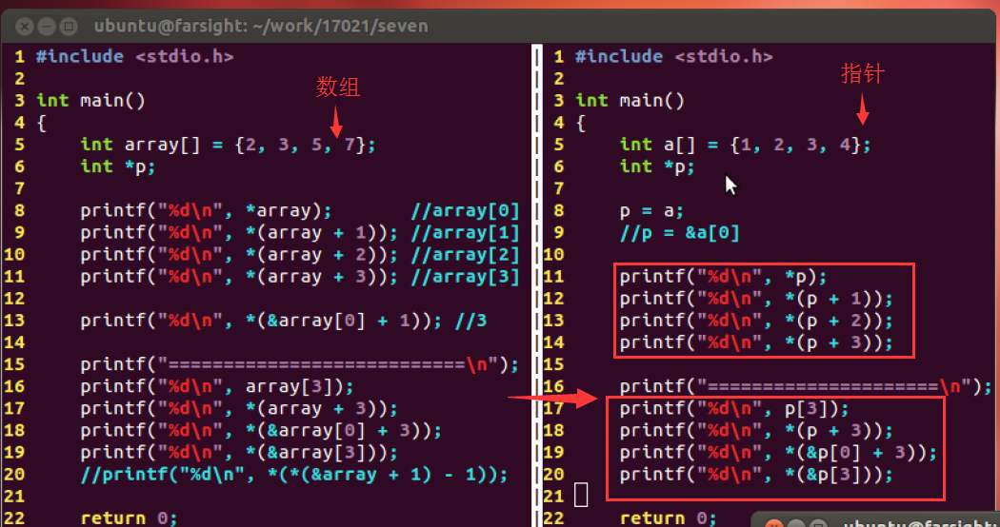 ubuntu@farsight: ~/work/17021/seven
数组
1 #include <stdio.h>
2
3 int main()
4 {
5     int array[] = {2, 3, 5, 7};
6     int *p;
7
8     printf("%d\n", *array);       //array[0]
9     printf("%d\n", *(array + 1)); //array[1]
10     printf("%d\n", *(array + 2)); //array[2]
11     printf("%d\n", *(array + 3)); //array[3]
12
13     printf("%d\n", *(&array[0] + 1)); //3
14
15     printf("===========================\n");
16     printf("%d\n", array[3]);
17     printf("%d\n", *(array + 3));
18     printf("%d\n", *(&array[0] + 3));
19     printf("%d\n", *(&array[3]));
20     //printf("%d\n", *(*(&array + 1) - 1));
21
22     return 0;
指针
1 #include <stdio.h>
2
3 int main()
4 {
5     int a[] = {1, 2, 3, 4};
6     int *p;
7
8     p = a;
9     //p = &a[0]
10
11     printf("%d\n", *p);
12     printf("%d\n", *(p + 1));
13     printf("%d\n", *(p + 2));
14     printf("%d\n", *(p + 3));
15
16     printf("=====================\n");
17     printf("%d\n", p[3]);
18     printf("%d\n", *(p + 3));
19     printf("%d\n", *(&p[0] + 3));
20     printf("%d\n", *(&p[3]));
21
22     return 0;
ubuntu@farsight: